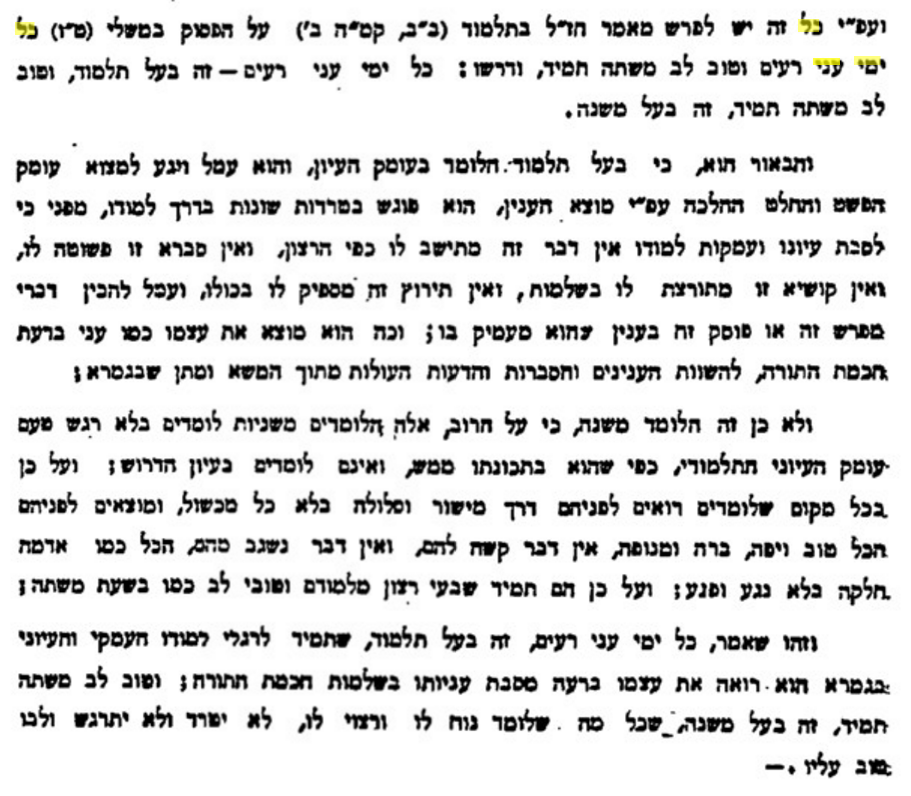 ועפ״י כל זה יש לפרש מאמר חז״ל בתלמוד (ב״ב, קמ״ה ב') על הפסוק במשלי (ט״ו) כל
ימי עני רעים וטוב לב משתה תמיד, ודרשו: כל ימי עני רעים — זה בעל תלמוד, וטוב
לב משתה תמיד, זה בעל משנה.
והבאור הוא, כי בעל תלמוד הלומד בעומק העיון, והוא עמל ויגע למצוא עומק
הפשט והחלט ההלכה עפ״י מוצא הענין, הוא פוגש בטרדות שונות בדרך למודו, מפני כי
לסבת עיונו ועמקות למודו אין דבר זה מתישב לו כפי הרצון, ואין סברא זו פשוטה לו,
ואין קושיא זו מתורצת לו בשלמות, ואין תירוץ זה מספיק לו בכולו, ועמל להבין דברי
מפרש זה או פוסק זה בענין שהוא מעמיק בו; וכה הוא מוצא את עצמו כמו עני בדעת
חכמת התורה, להשוות הענינים והסברות והדעות העולות מתוך המשא ומתן שבגמרא;
ולא כן זה הלומד משנה, כי על הרוב, אלה הלומדים משניות לומדים בלא רגש טעם
עומק העיוני התלמודי, כפי שהוא בתכונתו ממש, ואינם לומדים בעיון הדרוש; ועל כן
בכל מקום שלומדים רואים לפניהם דרך מישור וסלולה בלא כל מכשול, ומוצאים לפניהם
הכל טוב ויפה, ברה ומנופה, אין דבר קשה להם, ואין דבר נשגב מהם, הכל כמו אדמה
חלקה בלא נגע ופגע; ועל כן הם תמיד שבעי רצון מלמודם וטובי לב כמו בשעת משתה;
וזהו שאמר, כל ימי עני רעים, זה בעל תלמוד, שתמיד לרגלי למודו העמקי והעיוני
בגמרא הוא רואה את עצמו ברעה מסבת עניותו בשלמות חכמת התורה; וטוב לב משתה
תמיד, זה בעל משנה, שכל מה שלומד נוח לו ורצוי לו, לא יטרד ולא יתרגש ולבו
טוב עליו. —